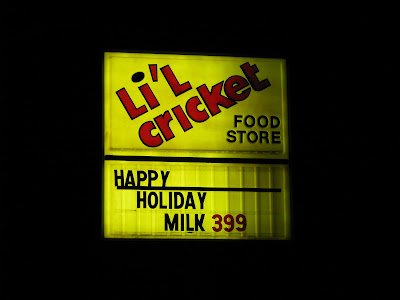 Li'L
cricket
FOOD
STORE
HAPPY
HOLIDAY
MILK 399